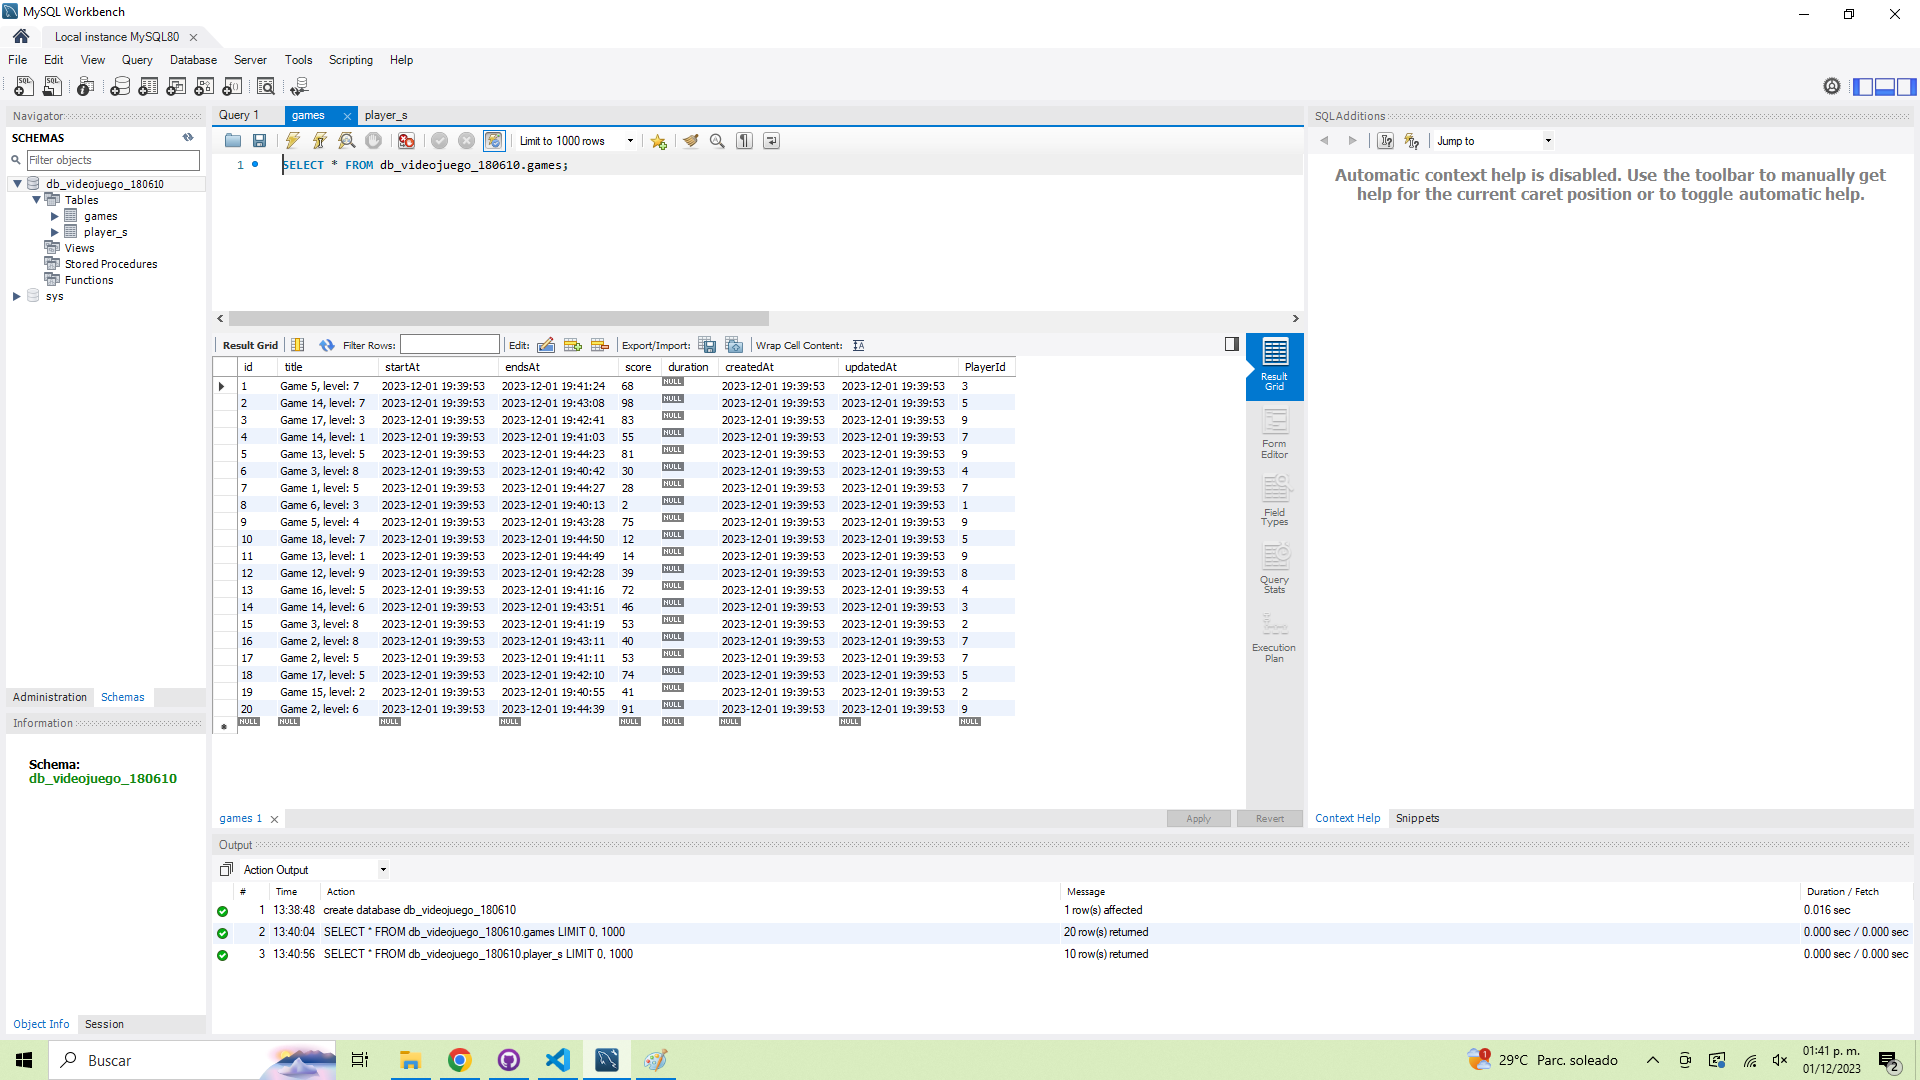 MySQL Workbench
Local instance MySQL80
File Edit View Query Database Server Tools Scripting Help
Navigator
SCHEMAS
Filter objects
db_videojuego_180610
Tables
games
player_s
Views
Stored Procedures
Functions
sys
Administration Schemas
Information
Schema:
db_videojuego_180610
Object Info Session
Query 1 games player_s
Limit to 1000 rows
1 SELECT * FROM db_videojuego_180610.games;
Result Grid Filter Rows: Edit: Export/Import: Wrap Cell Content:
id title startAt endsAt score duration createdAt updatedAt PlayerId
1 Game 5, level: 7 2023-12-01 19:39:53 2023-12-01 19:41:24 68 NULL 2023-12-01 19:39:53 2023-12-01 19:39:53 3
2 Game 14, level: 7 2023-12-01 19:39:53 2023-12-01 19:43:08 98 NULL 2023-12-01 19:39:53 2023-12-01 19:39:53 5
3 Game 17, level: 3 2023-12-01 19:39:53 2023-12-01 19:42:41 83 NULL 2023-12-01 19:39:53 2023-12-01 19:39:53 9
4 Game 14, level: 1 2023-12-01 19:39:53 2023-12-01 19:41:03 55 NULL 2023-12-01 19:39:53 2023-12-01 19:39:53 7
5 Game 13, level: 5 2023-12-01 19:39:53 2023-12-01 19:44:23 81 NULL 2023-12-01 19:39:53 2023-12-01 19:39:53 9
6 Game 3, level: 8 2023-12-01 19:39:53 2023-12-01 19:40:42 30 NULL 2023-12-01 19:39:53 2023-12-01 19:39:53 4
7 Game 1, level: 5 2023-12-01 19:39:53 2023-12-01 19:44:27 28 NULL 2023-12-01 19:39:53 2023-12-01 19:39:53 7
8 Game 6, level: 3 2023-12-01 19:39:53 2023-12-01 19:40:13 2 NULL 2023-12-01 19:39:53 2023-12-01 19:39:53 1
9 Game 5, level: 4 2023-12-01 19:39:53 2023-12-01 19:43:28 75 NULL 2023-12-01 19:39:53 2023-12-01 19:39:53 9
10 Game 18, level: 7 2023-12-01 19:39:53 2023-12-01 19:44:50 12 NULL 2023-12-01 19:39:53 2023-12-01 19:39:53 5
11 Game 13, level: 1 2023-12-01 19:39:53 2023-12-01 19:44:49 14 NULL 2023-12-01 19:39:53 2023-12-01 19:39:53 9
12 Game 12, level: 9 2023-12-01 19:39:53 2023-12-01 19:42:28 39 NULL 2023-12-01 19:39:53 2023-12-01 19:39:53 8
13 Game 16, level: 5 2023-12-01 19:39:53 2023-12-01 19:41:16 72 NULL 2023-12-01 19:39:53 2023-12-01 19:39:53 4
14 Game 14, level: 6 2023-12-01 19:39:53 2023-12-01 19:43:51 46 NULL 2023-12-01 19:39:53 2023-12-01 19:39:53 3
15 Game 3, level: 8 2023-12-01 19:39:53 2023-12-01 19:41:19 53 NULL 2023-12-01 19:39:53 2023-12-01 19:39:53 2
16 Game 2, level: 8 2023-12-01 19:39:53 2023-12-01 19:43:11 40 NULL 2023-12-01 19:39:53 2023-12-01 19:39:53 7
17 Game 2, level: 5 2023-12-01 19:39:53 2023-12-01 19:41:11 53 NULL 2023-12-01 19:39:53 2023-12-01 19:39:53 7
18 Game 17, level: 5 2023-12-01 19:39:53 2023-12-01 19:42:10 74 NULL 2023-12-01 19:39:53 2023-12-01 19:39:53 5
19 Game 15, level: 2 2023-12-01 19:39:53 2023-12-01 19:40:55 41 NULL 2023-12-01 19:39:53 2023-12-01 19:39:53 2
20 Game 2, level: 6 2023-12-01 19:39:53 2023-12-01 19:44:39 91 NULL 2023-12-01 19:39:53 2023-12-01 19:39:53 9
NULL NULL NULL NULL NULL NULL NULL NULL NULL
Result
Grid
Form
Editor
Field
Types
Query
Stats
Execution
Plan
games 1 Apply Revert
SQLAdditions
Jump to
Automatic context help is disabled. Use the toolbar to manually get
help for the current caret position or to toggle automatic help.
Context Help Snippets
Output
Action Output
# Time Action Message Duration / Fetch
1 13:38:48 create database db_videojuego_180610 1 row(s) affected 0.016 sec
2 13:40:04 SELECT * FROM db_videojuego_180610.games LIMIT 0, 1000 20 row(s) returned 0.000 sec / 0.000 sec
3 13:40:56 SELECT * FROM db_videojuego_180610.player_s LIMIT 0, 1000 10 row(s) returned 0.000 sec / 0.000 sec
Buscar
1
29°C Parc. soleado
01:41 p. m.
01/12/2023
2